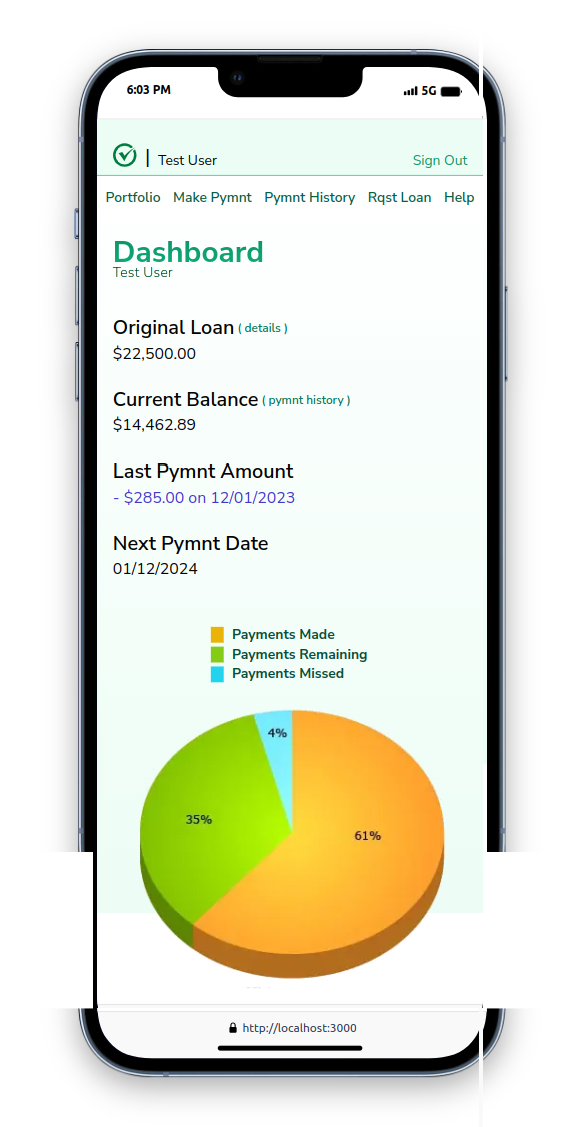 6:03 PM 5G
| Test User Sign Out
Portfolio Make Pymnt Pymnt History Rqst Loan Help
Dashboard
Test User
Original Loan ( details )
$22,500.00
Current Balance ( pymnt history )
$14,462.89
Last Pymnt Amount
- $285.00 on 12/01/2023
Next Pymnt Date
01/12/2024
Payments Made
Payments Remaining
Payments Missed
4%
35%
61%
http://localhost:3000